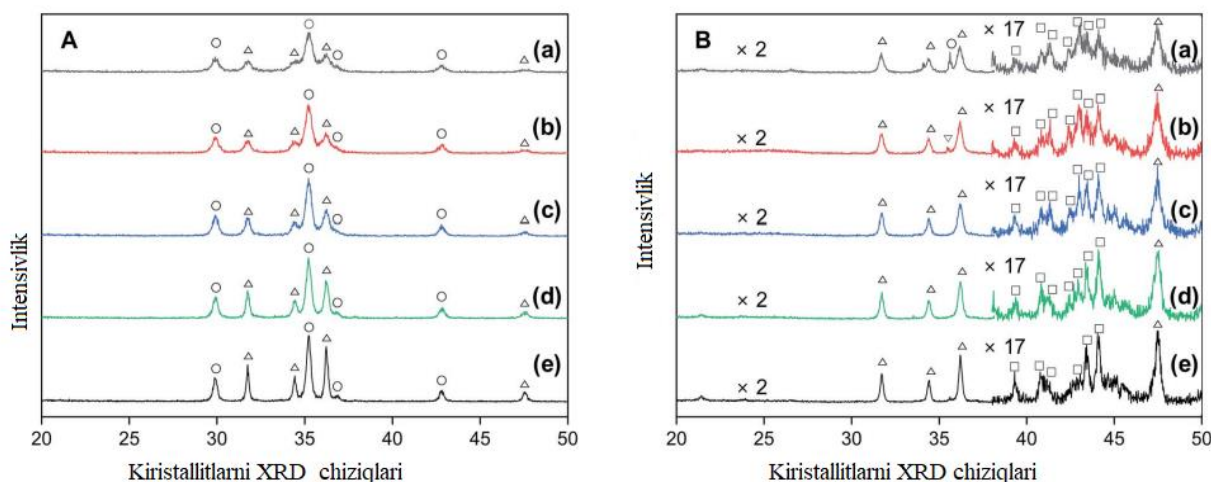 A
(a)
(b)
(c)
(d)
(e)
Intensivlik
20 25 30 35 40 45 50
Kiristallitlarni XRD chiziqlari
B
× 2 × 17 (a)
× 2 × 17 (b)
× 2 × 17 (c)
× 2 × 17 (d)
× 2 × 17 (e)
Intensivlik
20 25 30 35 40 45 50
Kiristallitlarni XRD chiziqlari